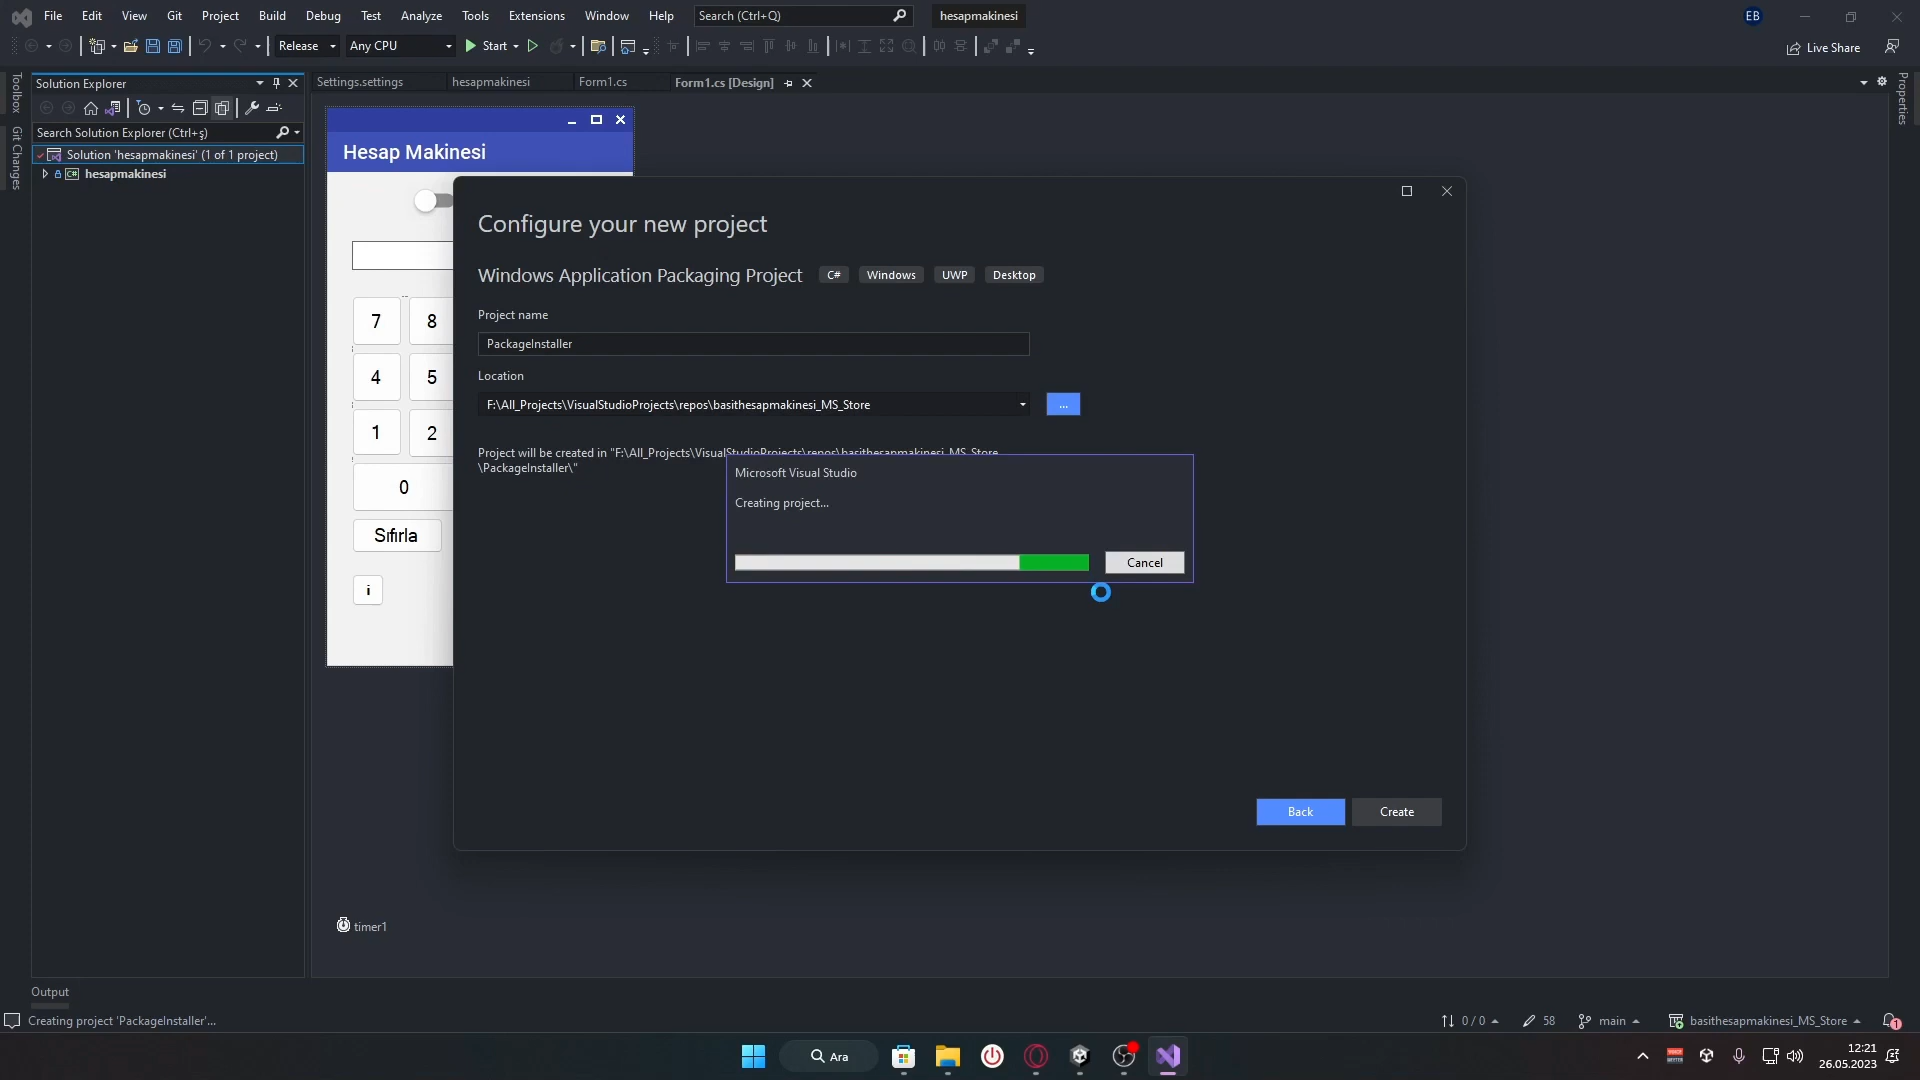 File Edit View Git Project Build Debug Test Analyze Tools Extensions Window Help Search (Ctrl+Q) hesapmakinesi EB
Release Any CPU Start Live Share
Solution Explorer
Search Solution Explorer (Ctrl+ş)
Solution 'hesapmakinesi' (1 of 1 project)
C# hesapmakinesi
Toolbox
Git Changes
Settings.settings hesapmakinesi Form1.cs Form1.cs [Design]
Properties
Hesap Makinesi
7 8
4 5
1 2
0
Sıfırla
i
timer1
Configure your new project
Windows Application Packaging Project C# Windows UWP Desktop
Project name
PackageInstaller
Location
F:\All_Projects\VisualStudioProjects\repos\basithesapmakinesi_MS_Store ...
Project will be created in "F:\All_Projects\VisualStudioProjects\repos\basithesapmakinesi_MS_Store
\PackageInstaller\"
Microsoft Visual Studio
Creating project...
Cancel
Back Create
Output
Creating project 'PackageInstaller'... 0 / 0 58 main basithesapmakinesi_MS_Store 1
Ara 12:21
26.05.2023